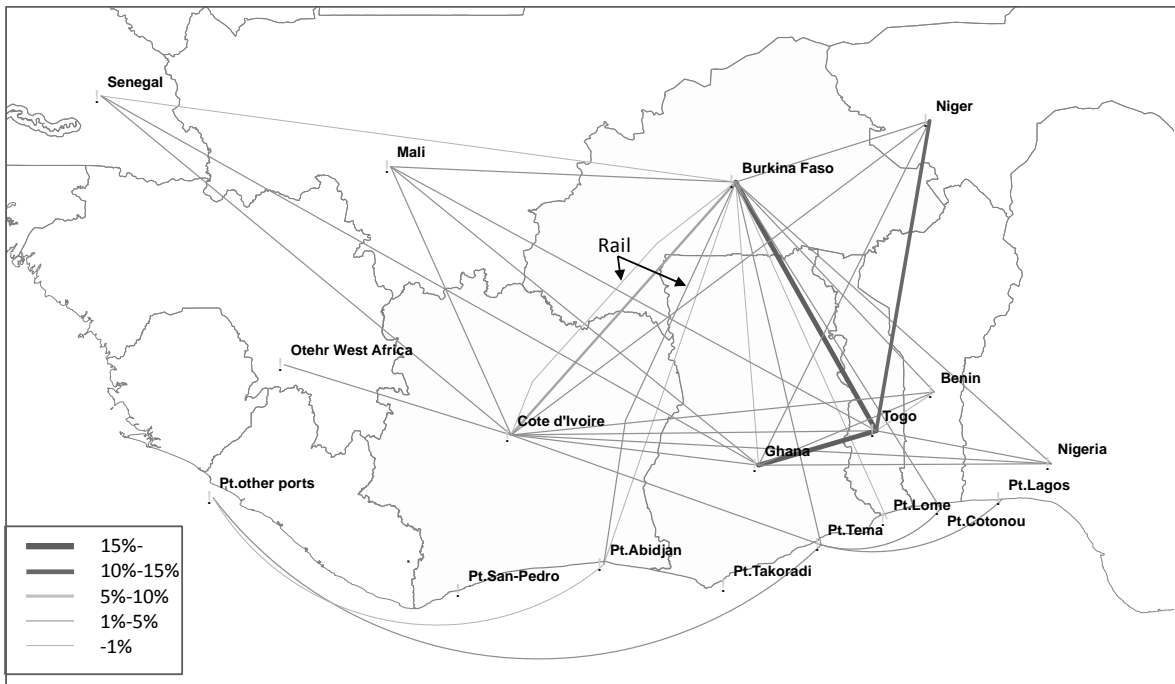 Senegal
Niger
Mali
Burkina Faso
Rail
Otehr West Africa
Benin
Cote d'Ivoire
Togo
Ghana
Nigeria
Pt.other ports
Pt.Lagos
Pt.Lome
Pt.Cotonou
Pt.Tema
Pt.Abidjan
Pt.San-Pedro
Pt.Takoradi
15%-
10%-15%
5%-10%
1%-5%
-1%